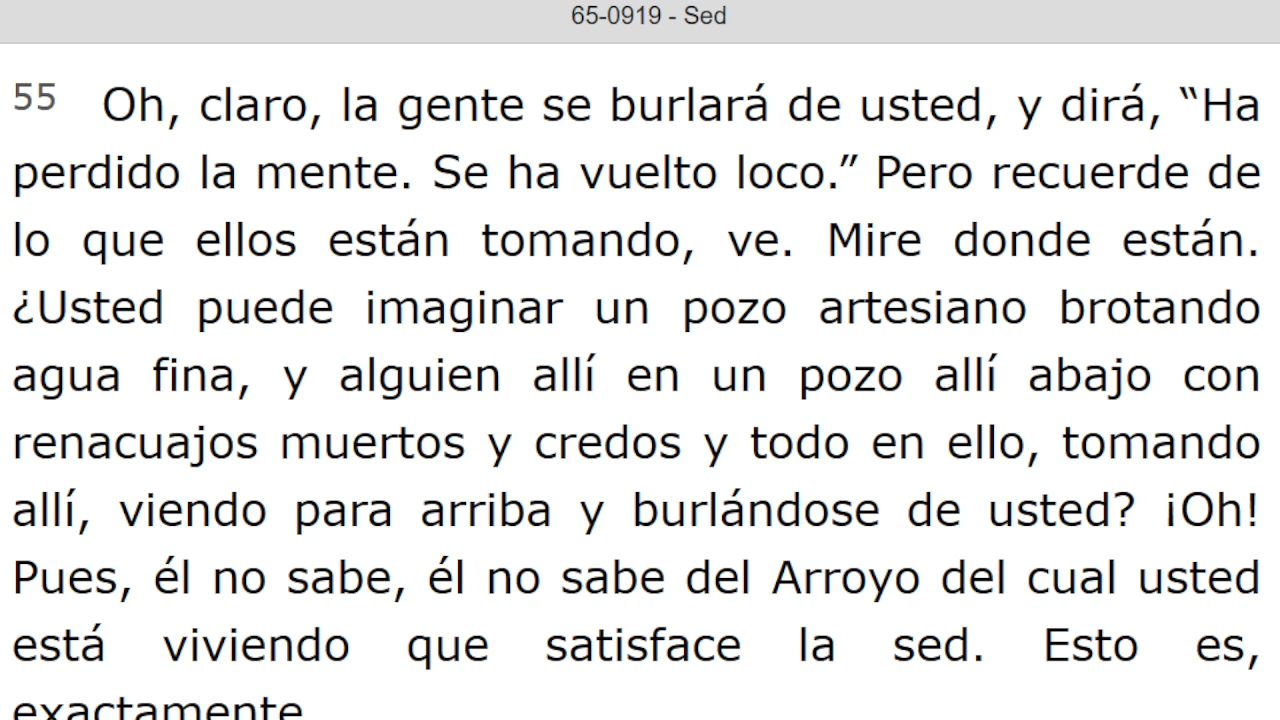 65-0919 - Sed
55 Oh, claro, la gente se burlará de usted, y dirá, “Ha
perdido la mente. Se ha vuelto loco.” Pero recuerde de
lo que ellos están tomando, ve. Mire donde están.
¿Usted puede imaginar un pozo artesiano brotando
agua fina, y alguien allí en un pozo allí abajo con
renacuajos muertos y credos y todo en ello, tomando
allí, viendo para arriba y burlándose de usted? ¡Oh!
Pues, él no sabe, él no sabe del Arroyo del cual usted
está viviendo que satisface la sed. Esto es,
exactamente